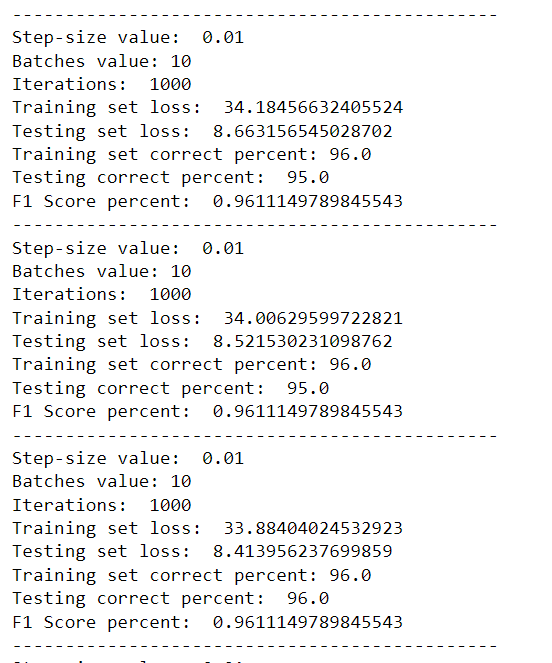 -------------------------------------------------
Step-size value:  0.01
Batches value: 10
Iterations:  1000
Training set loss:  34.18456632405524
Testing set loss:  8.663156545028702
Training set correct percent: 96.0
Testing correct percent:  95.0
F1 Score percent:  0.9611149789845543
-------------------------------------------------
Step-size value:  0.01
Batches value: 10
Iterations:  1000
Training set loss:  34.00629599722821
Testing set loss:  8.521530231098762
Training set correct percent: 96.0
Testing correct percent:  95.0
F1 Score percent:  0.9611149789845543
-------------------------------------------------
Step-size value:  0.01
Batches value: 10
Iterations:  1000
Training set loss:  33.88404024532923
Testing set loss:  8.413956237699859
Training set correct percent: 96.0
Testing correct percent:  96.0
F1 Score percent:  0.9611149789845543
-------------------------------------------------